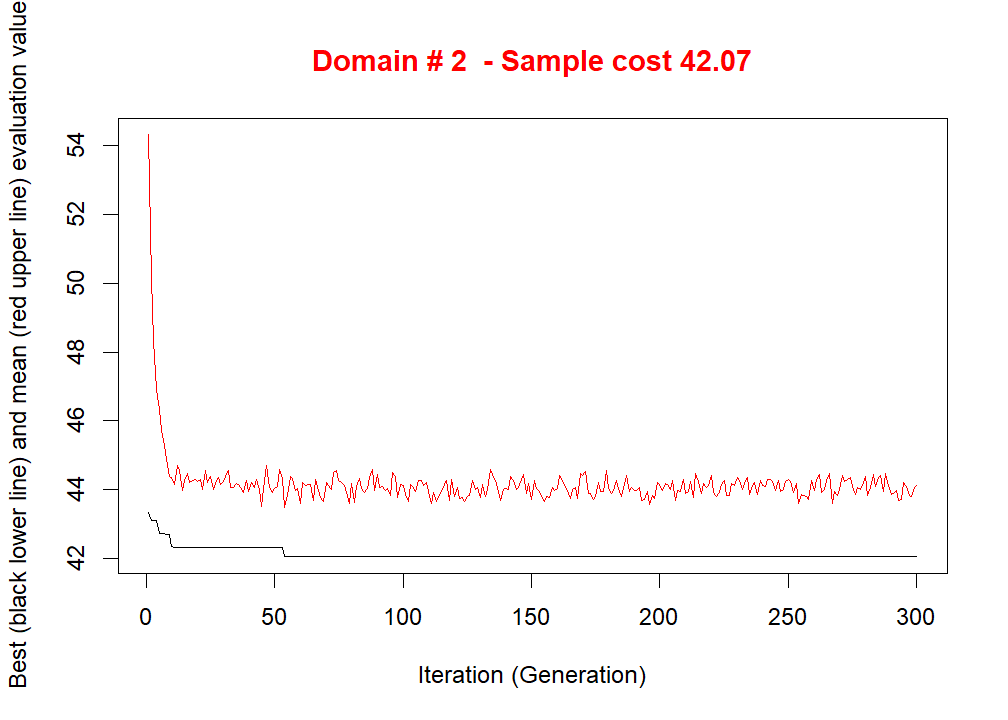 Domain # 2  - Sample cost 42.07
Best (black lower line) and mean (red upper line) evaluation value
54
52
50
48
46
44
42
0 50 100 150 200 250 300
Iteration (Generation)